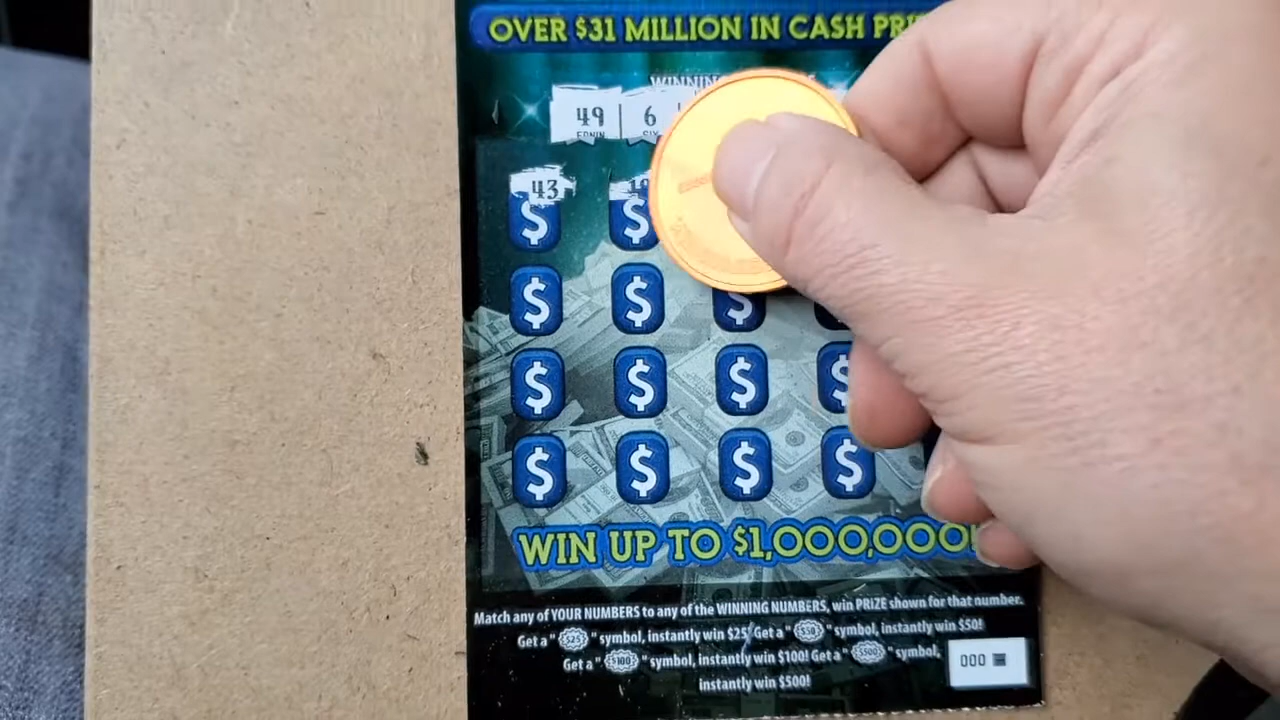 OVER $31 MILLION IN CASH
49 6
43
$ $
$ $ $
$ $ $ $
$ $ $ $
WIN UP TO $1,000,000!
Match any of YOUR NUMBERS to any of the WINNING NUMBERS, win PRIZE shown for that number.
Get a " $25 " symbol, instantly win $25! Get a " $50 " symbol, instantly win $50!
Get a " $100 " symbol, instantly win $100! Get a " $500 " symbol,
instantly win $500!
000